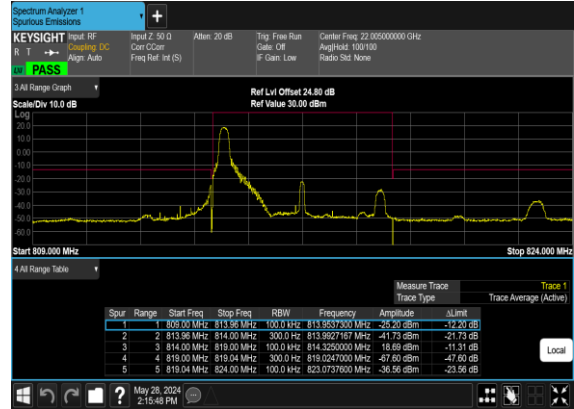 Spectrum Analyzer 1
Spurious Emissions
KEYSIGHT Input: RF Input Z: 50 Ω Atten: 20 dB Trig: Free Run Center Freq: 22.005000000 GHz
R T Coupling: DC Corr CCorr Gate: Off Avg|Hold: 100/100
Align: Auto Freq Ref: Int (S) IF Gain: Low Radio Std: None
PASS
3 All Range Graph
Ref Lvl Offset 24.80 dB
Scale/Div 10.0 dB Ref Value 30.00 dBm
Log
20.0
10.0
0.00
-10.0
-20.0
-30.0
-40.0
-50.0
-60.0
Start 809.000 MHz Stop 824.000 MHz
4 All Range Table
Measure Trace Trace 1
Trace Type Trace Average (Active)
Spur Range Start Freq Stop Freq RBW Frequency Amplitude ΔLimit
1 1 809.00 MHz 813.96 MHz 100.0 kHz 813.9537300 MHz -25.20 dBm -12.20 dB
2 2 813.96 MHz 814.00 MHz 300.0 Hz 813.9927167 MHz -41.73 dBm -21.73 dB
3 3 814.00 MHz 819.00 MHz 100.0 kHz 814.3250000 MHz 18.69 dBm -11.31 dB
4 4 819.00 MHz 819.04 MHz 300.0 Hz 819.0247000 MHz -67.60 dBm -47.60 dB
5 5 819.04 MHz 824.00 MHz 100.0 kHz 823.0737600 MHz -36.56 dBm -23.56 dB
Local
May 28, 2024
2:15:48 PM